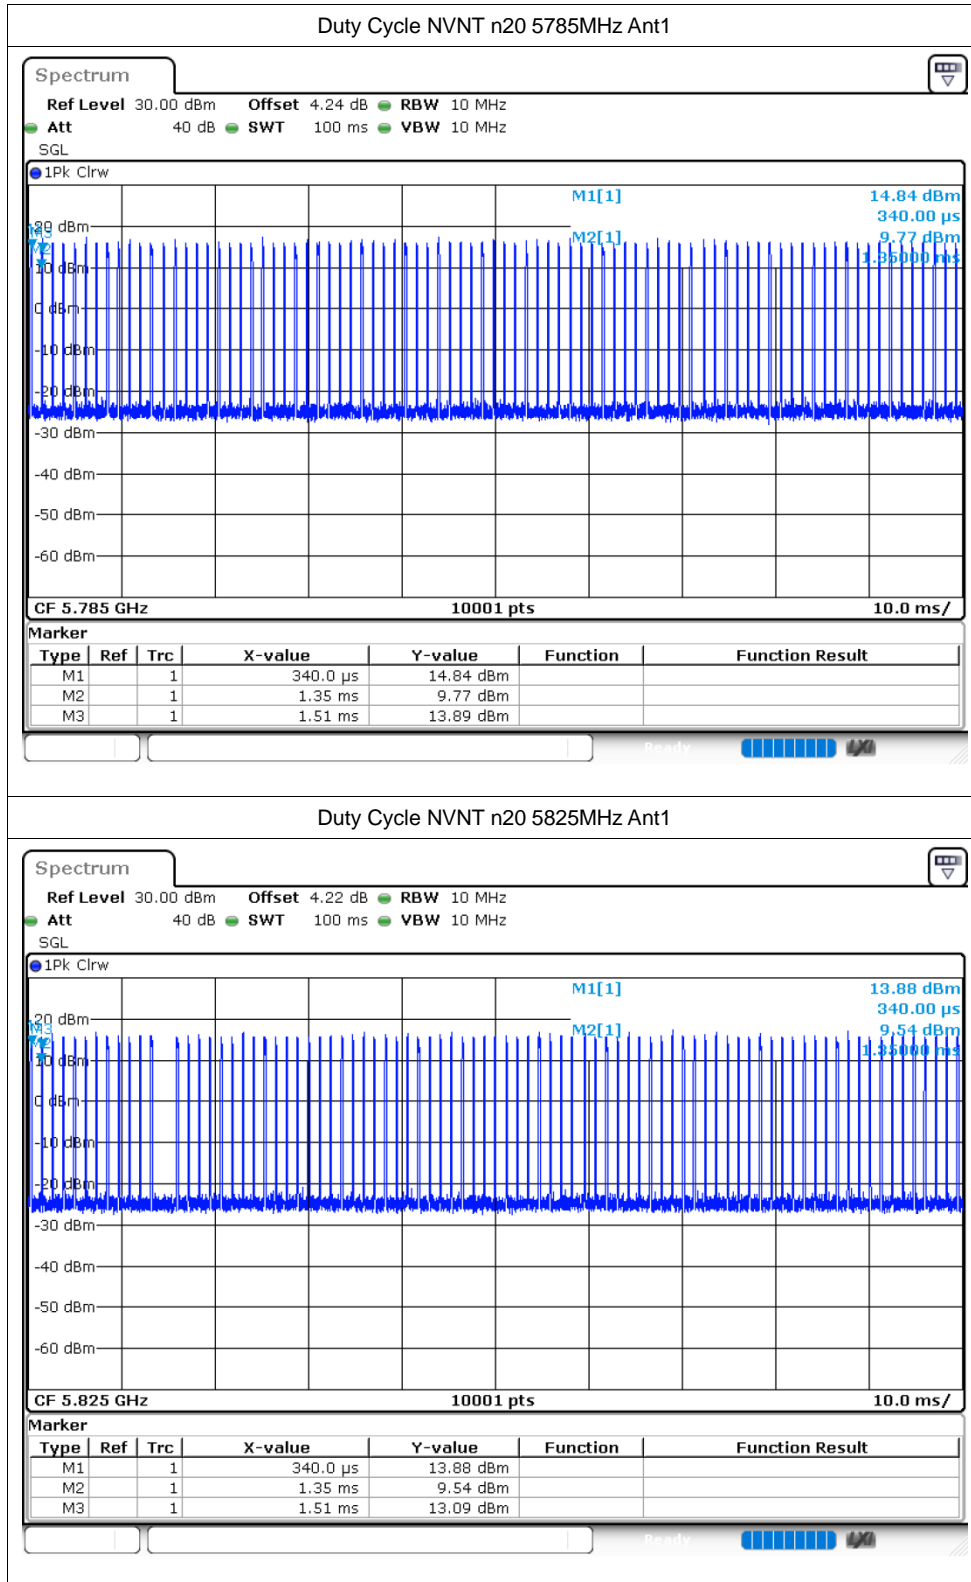 Duty Cycle NVNT n20 5785MHz Ant1
Spectrum
Ref Level 30.00 dBm Offset 4.24 dB RBW 10 MHz
Att 40 dB SWT 100 ms VBW 10 MHz
SGL
1Pk Clrw
M1[1] 14.84 dBm
340.00 µs
20 dBm
M3
M2[1] 9.77 dBm
M2
1.35000 ms
10 dBm
0 dBm
-10 dBm
-20 dBm
-30 dBm
-40 dBm
-50 dBm
-60 dBm
CF 5.785 GHz 10001 pts 10.0 ms/
Marker
Type Ref Trc X-value Y-value Function Function Result
M1 1 340.0 µs 14.84 dBm
M2 1 1.35 ms 9.77 dBm
M3 1 1.51 ms 13.89 dBm
Ready LXI
Duty Cycle NVNT n20 5825MHz Ant1
Spectrum
Ref Level 30.00 dBm Offset 4.22 dB RBW 10 MHz
Att 40 dB SWT 100 ms VBW 10 MHz
SGL
1Pk Clrw
M1[1] 13.88 dBm
340.00 µs
20 dBm
M3
M2[1] 9.54 dBm
M2
1.35000 ms
10 dBm
0 dBm
-10 dBm
-20 dBm
-30 dBm
-40 dBm
-50 dBm
-60 dBm
CF 5.825 GHz 10001 pts 10.0 ms/
Marker
Type Ref Trc X-value Y-value Function Function Result
M1 1 340.0 µs 13.88 dBm
M2 1 1.35 ms 9.54 dBm
M3 1 1.51 ms 13.09 dBm
Ready LXI